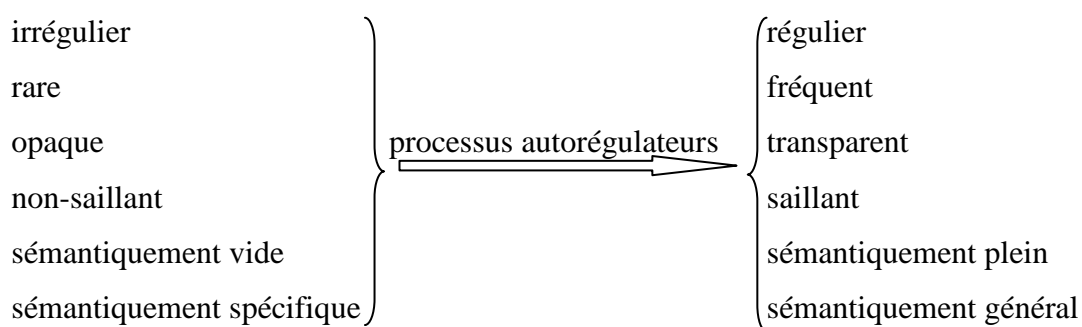 irrégulier régulier
rare fréquent
opaque processus autorégulateurs transparent
non-saillant saillant
sémantiquement vide sémantiquement plein
sémantiquement spécifique sémantiquement général